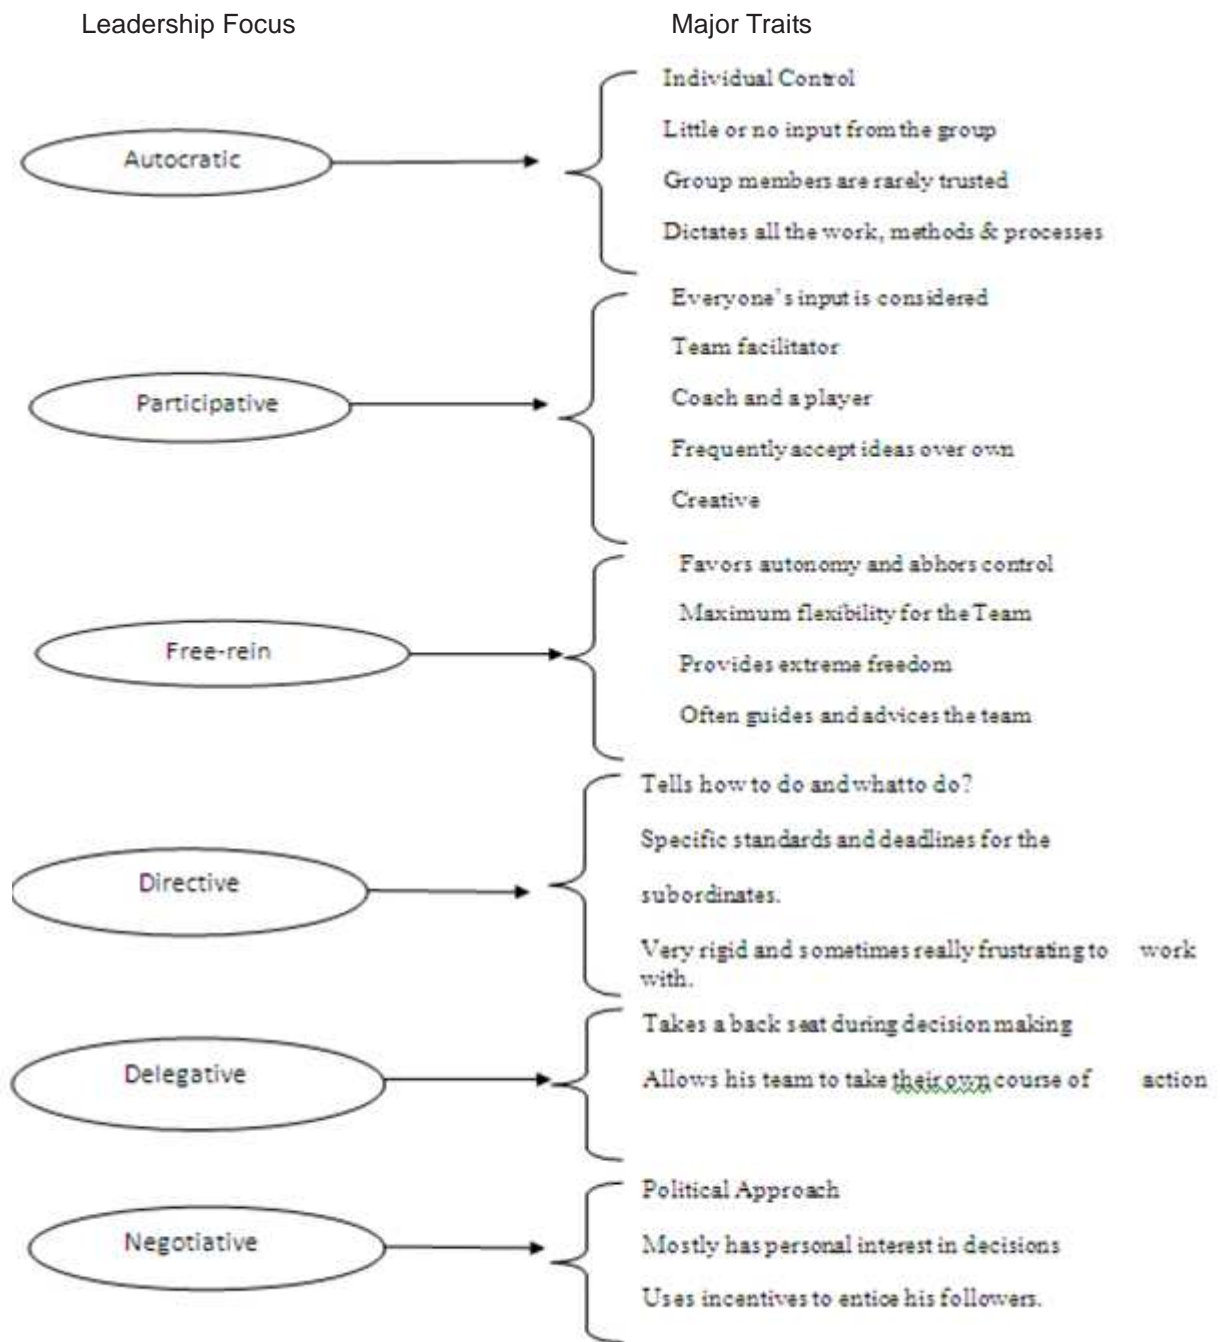 Leadership Focus
Major Traits
Autocratic
Individual Control
Little or no input from the group
Group members are rarely trusted
Dictates all the work, methods & processes
Participative
Everyone's input is considered
Team facilitator
Coach and a player
Frequently accept ideas over own
Creative
Free-rein
Favors autonomy and abhors control
Maximum flexibility for the Team
Provides extreme freedom
Often guides and advices the team
Directive
Tells how to do and what to do?
Specific standards and deadlines for the
subordinates.
Very rigid and sometimes really frustrating to work
with.
Delegative
Takes a back seat during decision making
Allows his team to take their own course of action
Negotiative
Political Approach
Mostly has personal interest in decisions
Uses incentives to entice his followers.